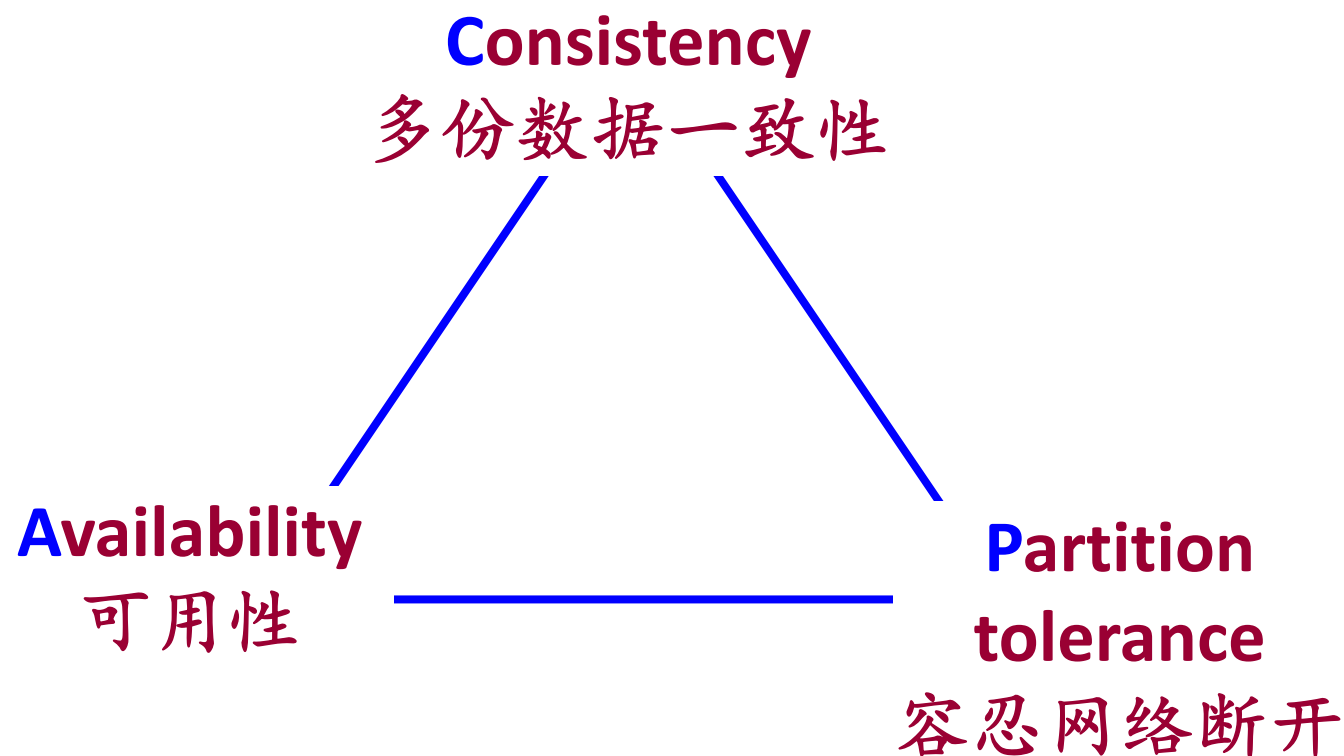 Consistency
多份数据一致性
Availability
可用性
Partition
tolerance
容忍网络断开